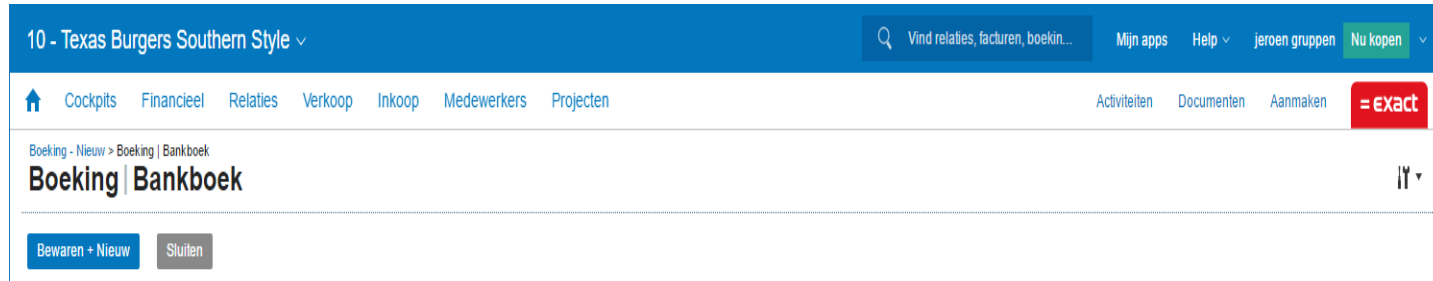 10 - Texas Burgers Southern Style Vind relaties, facturen, boekin... Mijn apps Help jeroen gruppen Nu kopen
Cockpits Financieel Relaties Verkoop Inkoop Medewerkers Projecten Activiteiten Documenten Aanmaken = exact
Boeking - Nieuw > Boeking | Bankboek
Boeking | Bankboek
Bewaren + Nieuw Sluiten